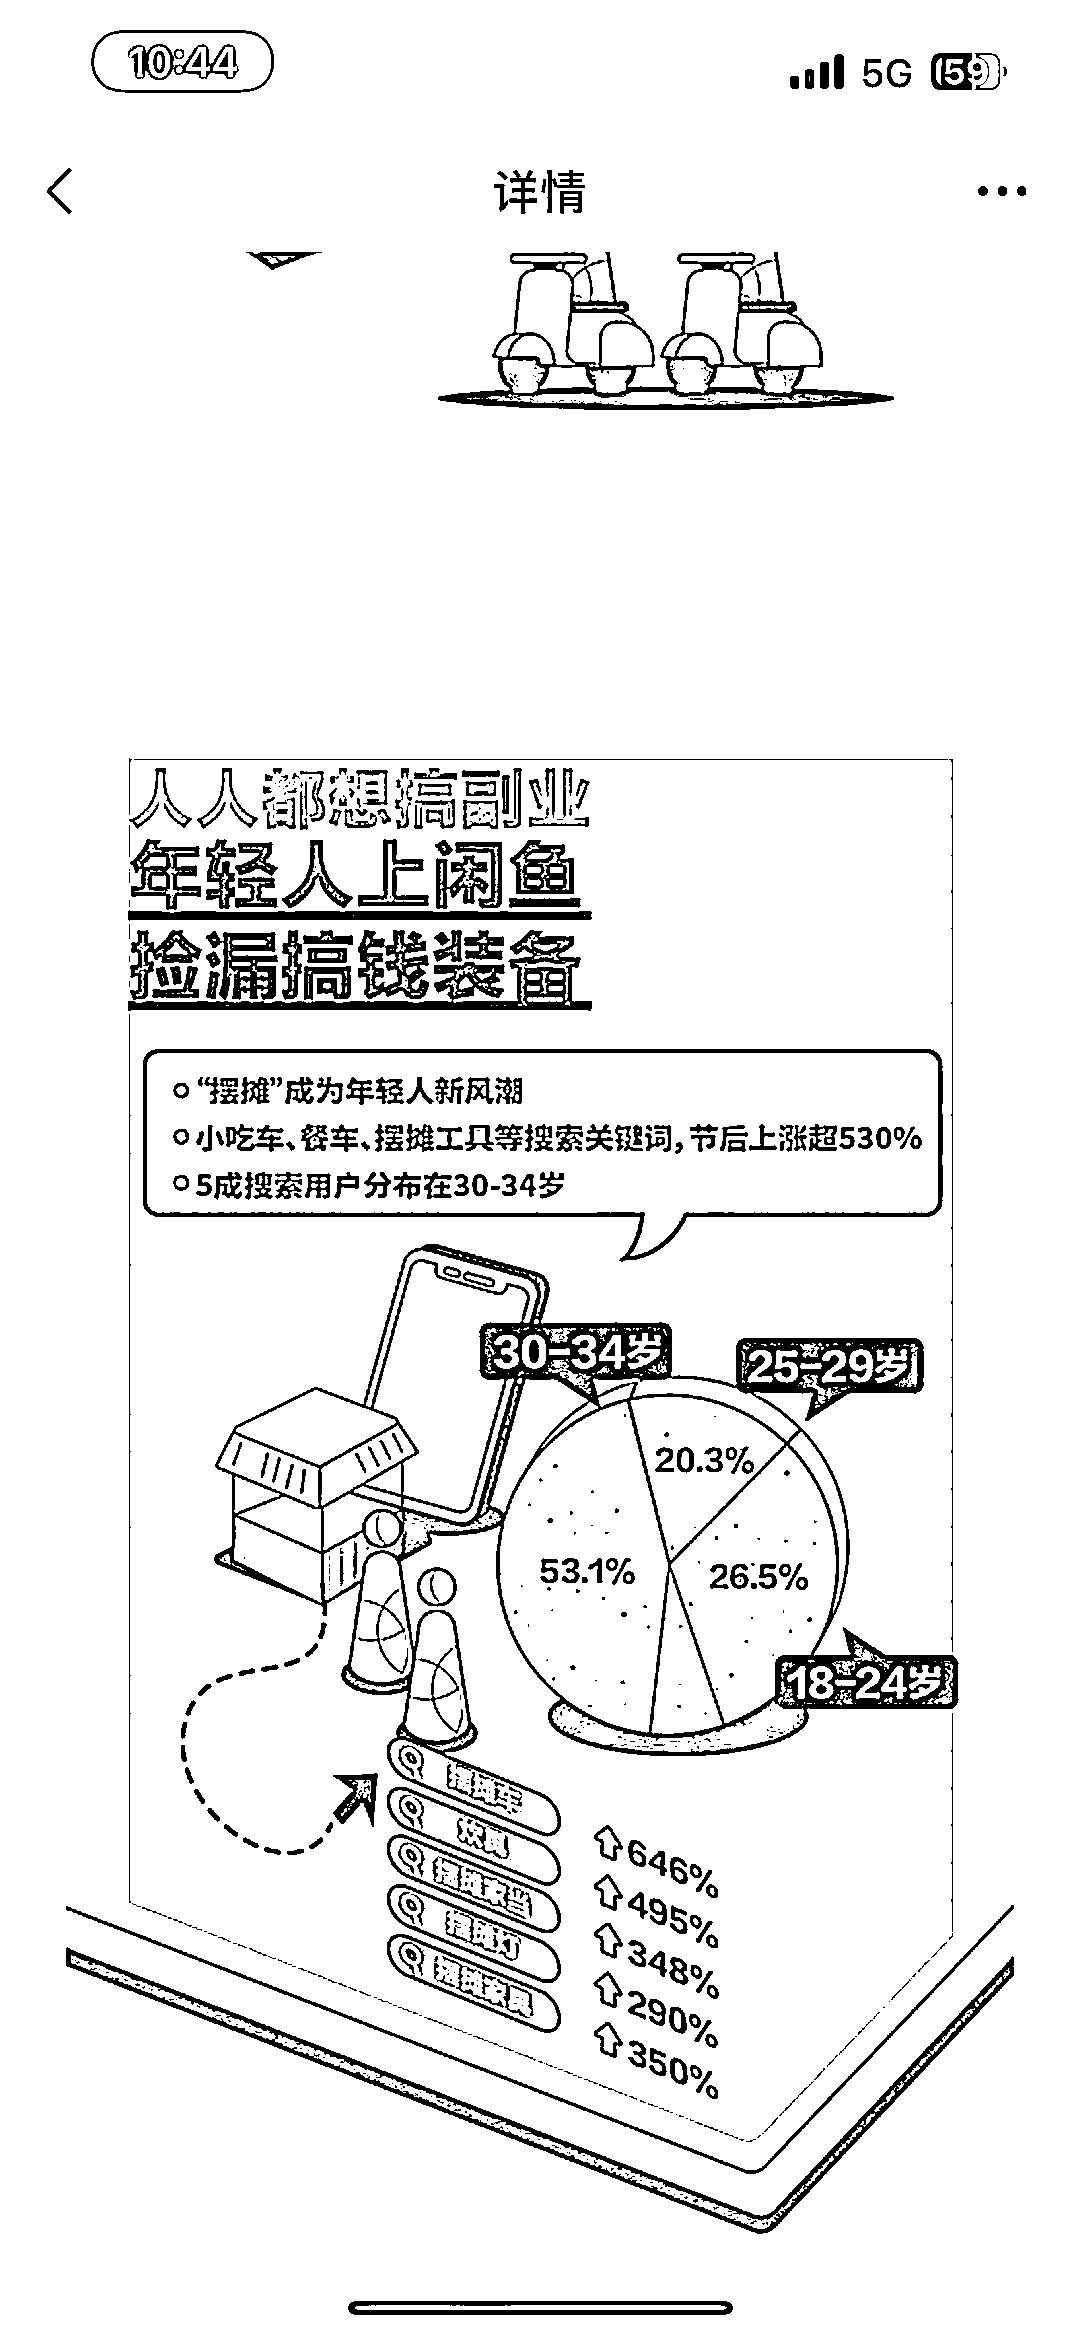 10:44
5G
59
详情
人人都想搞副业
年轻人上闲鱼
捡漏搞钱装备
“摆摊”成为年轻人新风潮
小吃车、餐车、摆摊工具等搜索关键词,节后上涨超530%
5成搜索用户分布在30-34岁
30-34岁
25-29岁
20.3%
53.1%
26.5%
18-24岁
摆摊车
646%
炊具
495%
摆摊家当
348%
摆摊灯
290%
摆摊家具
350%